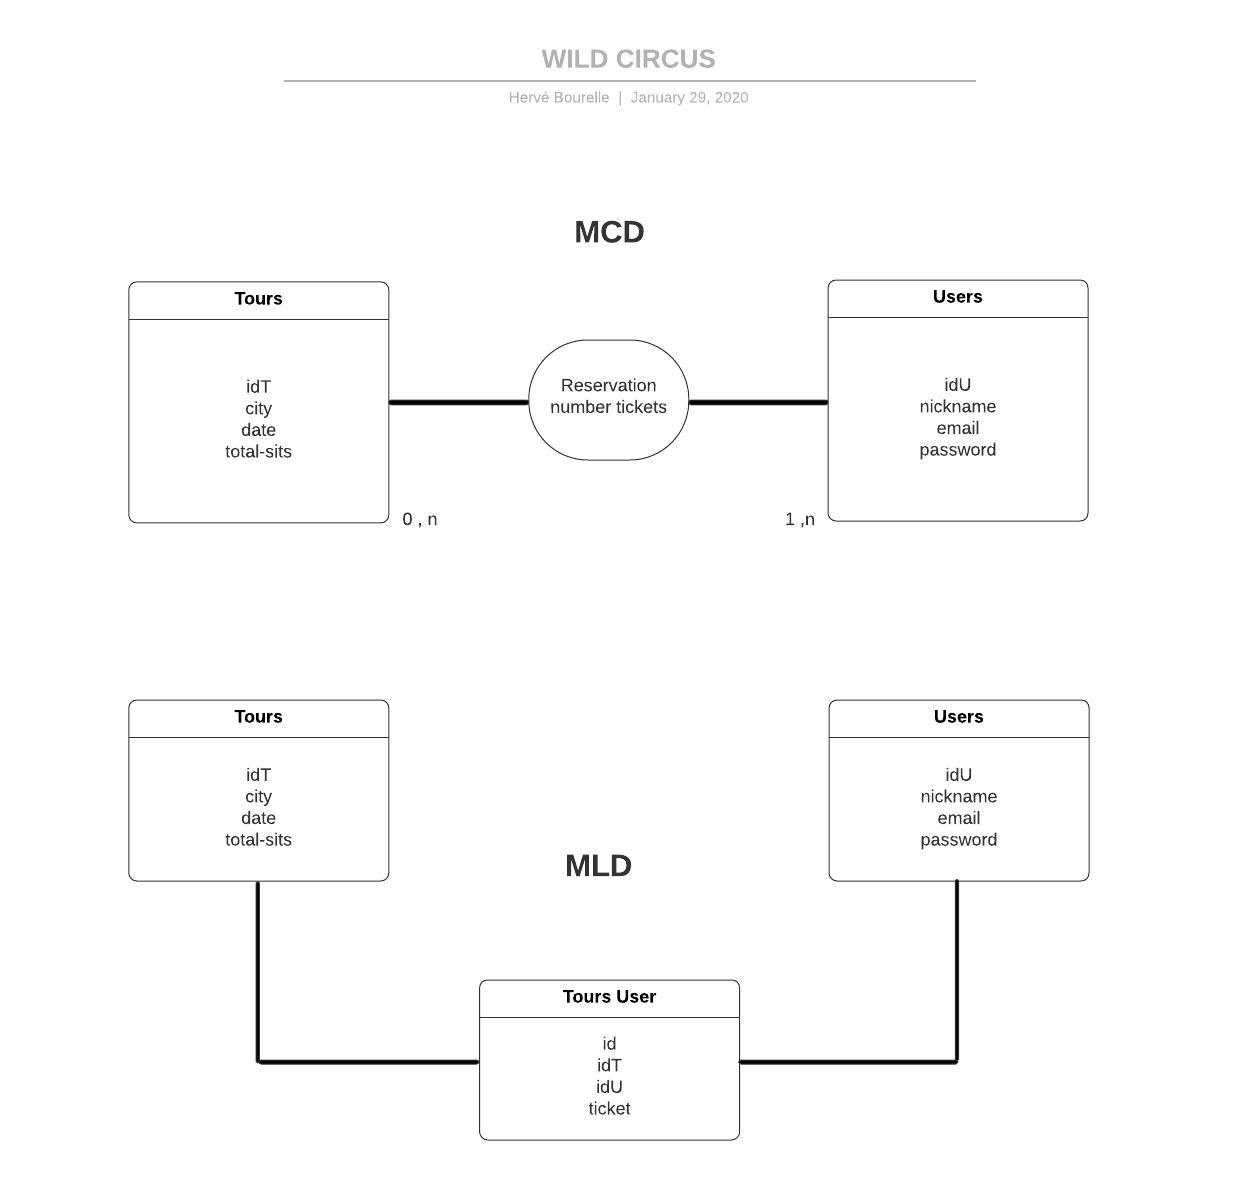 WILD CIRCUS
Hervé Bourelle | January 29, 2020
MCD
Tours
idT
city
date
total-sits
Reservation
number tickets
Users
idU
nickname
email
password
0 , n
1 ,n
Tours
idT
city
date
total-sits
Users
idU
nickname
email
password
MLD
Tours User
id
idT
idU
ticket